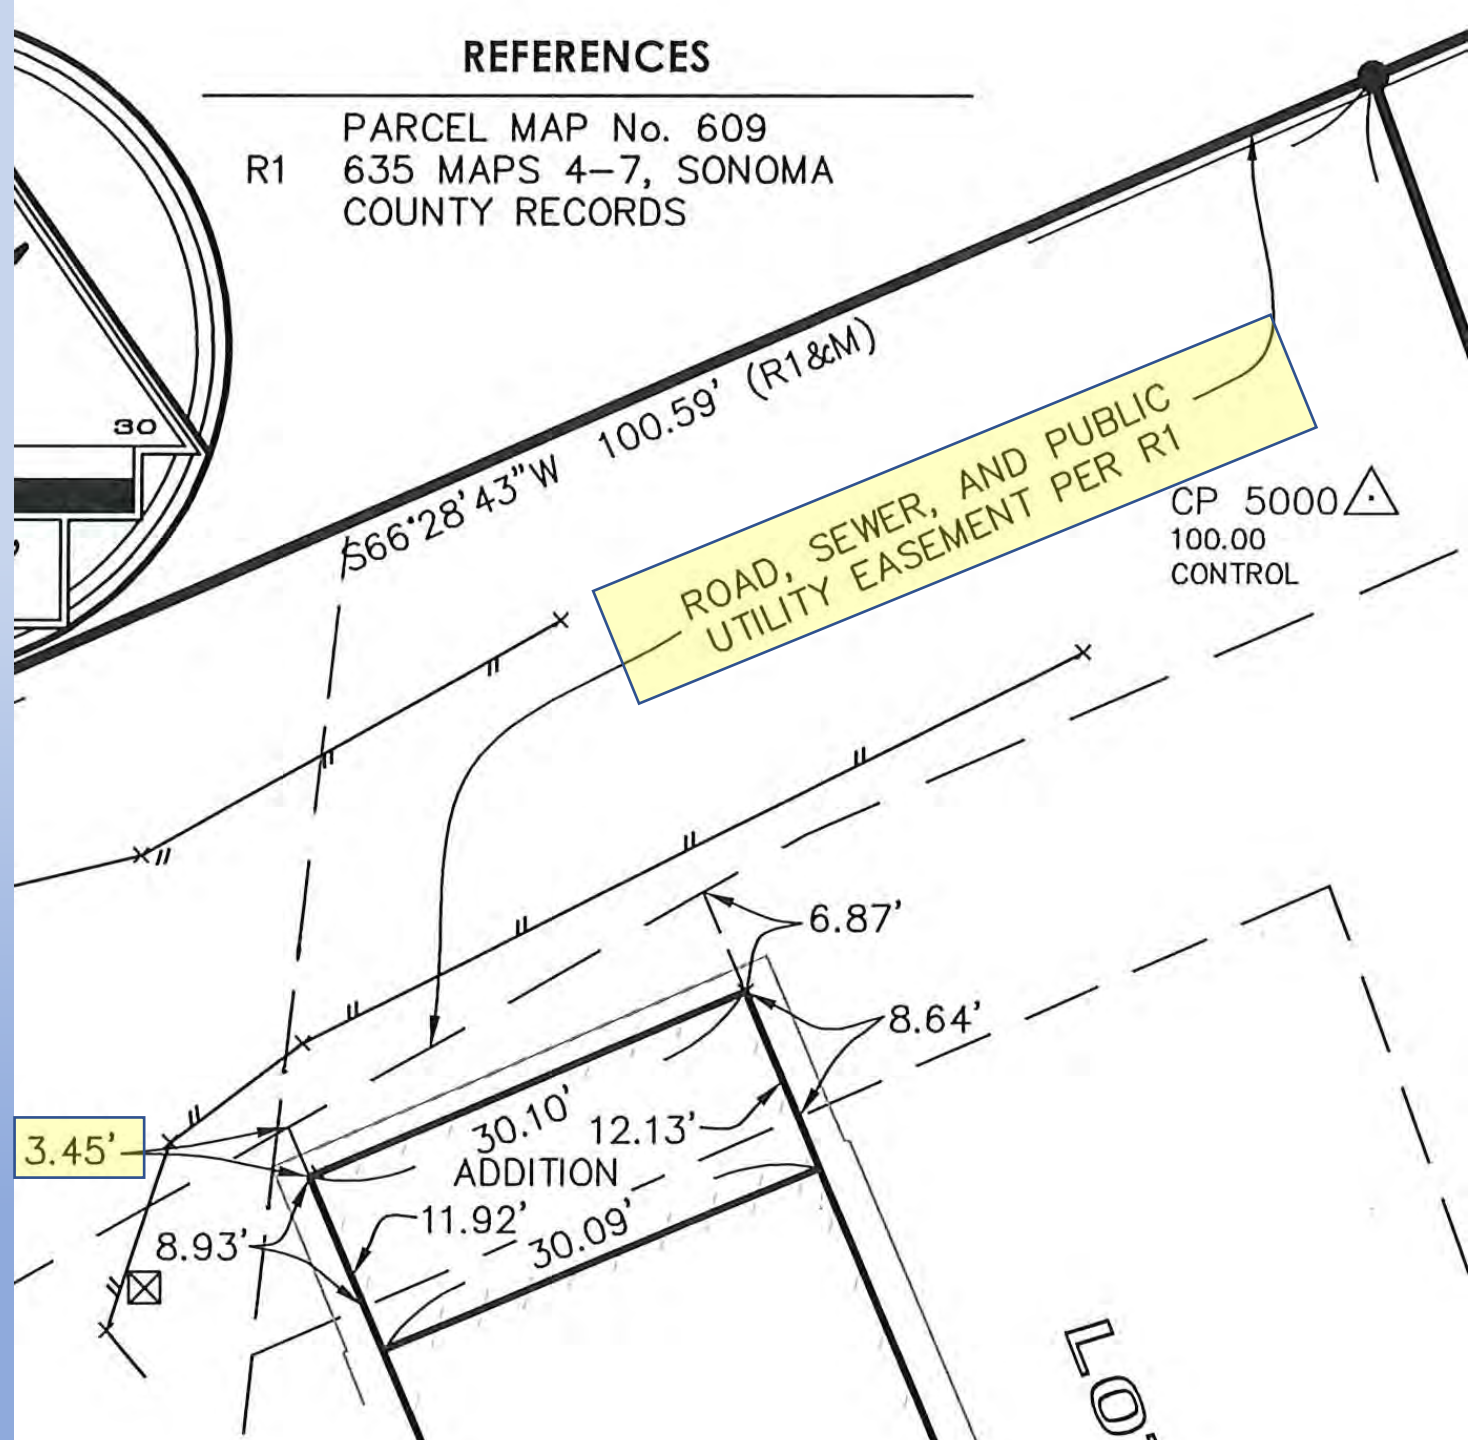 REFERENCES
PARCEL MAP No. 609
R1 635 MAPS 4-7, SONOMA
COUNTY RECORDS
30
S66°28'43"W 100.59' (R1&M)
ROAD, SEWER, AND PUBLIC
UTILITY EASEMENT PER R1
CP 5000
100.00
CONTROL
6.87'
8.64'
30.10'
12.13'
3.45'
ADDITION
11.92'
30.09'
8.93'